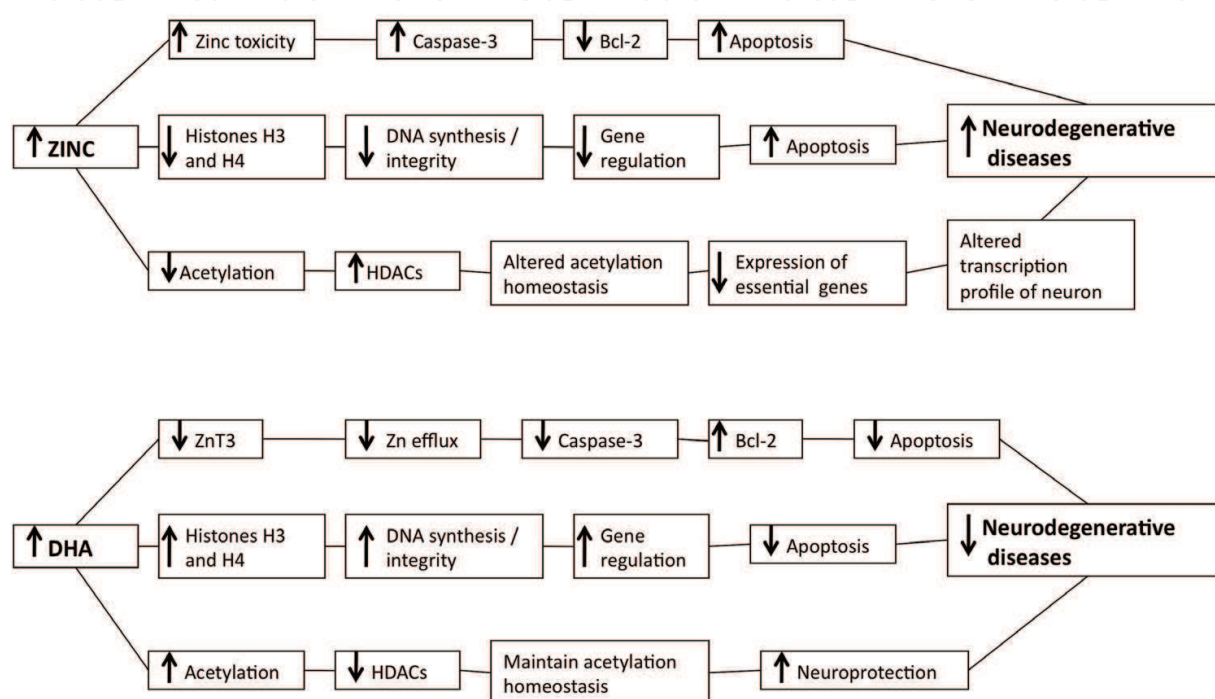 ↑ Zinc toxicity
↑ Caspase-3
↓ Bcl-2
↑ Apoptosis
↑ ZINC
↓ Histones H3
and H4
↓ DNA synthesis /
integrity
↓ Gene
regulation
↑ Apoptosis
↑ Neurodegenerative
diseases
↓ Acetylation
↑ HDACs
Altered acetylation
homeostasis
↓ Expression of
essential genes
Altered
transcription
profile of neuron
↓ ZnT3
↓ Zn efflux
↓ Caspase-3
↑ Bcl-2
↓ Apoptosis
↑ DHA
↑ Histones H3
and H4
↑ DNA synthesis /
integrity
↑ Gene
regulation
↓ Apoptosis
↓ Neurodegenerative
diseases
↑ Acetylation
↓ HDACs
Maintain acetylation
homeostasis
↑ Neuroprotection